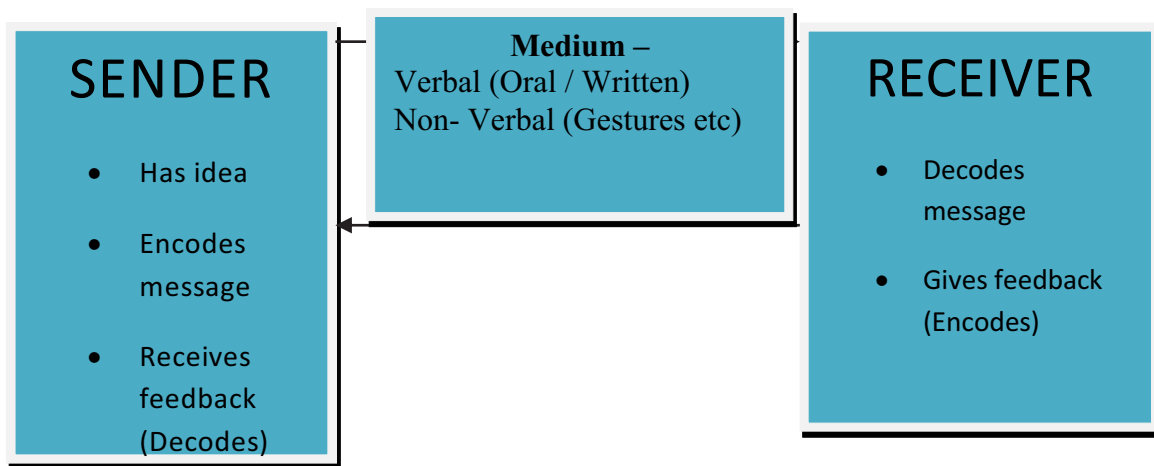 SENDER
• Has idea
• Encodes
message
• Receives
feedback
(Decodes)
Medium –
Verbal (Oral / Written)
Non- Verbal (Gestures etc)
RECEIVER
• Decodes
message
• Gives feedback
(Encodes)